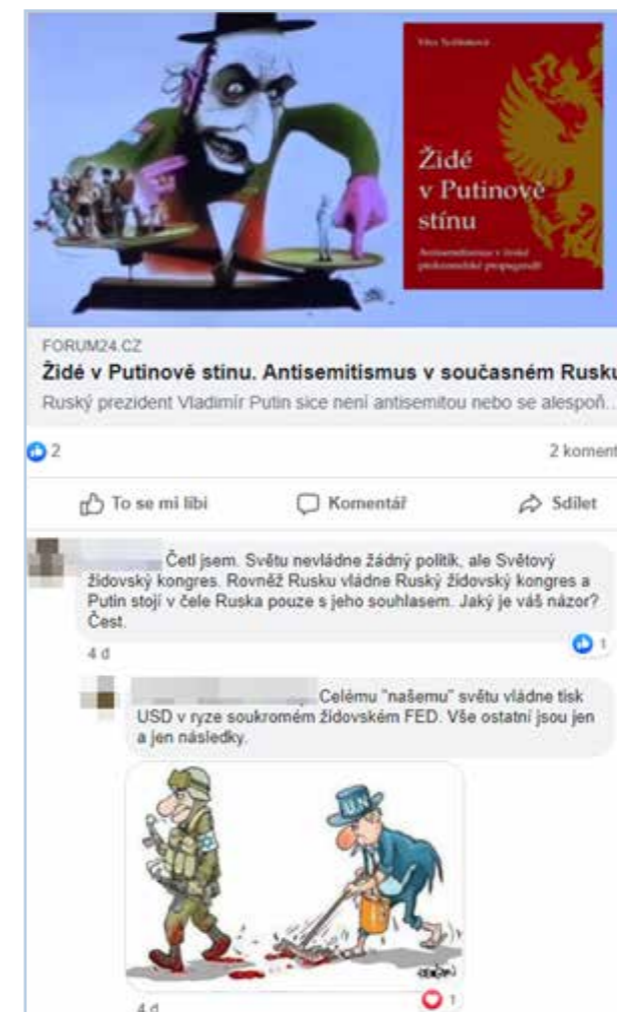 Židé
v Putinově
stínu
Antisemitismus v české
prokremelské propagandě
FORUM24.CZ
Židé v Putinově stínu. Antisemitismus v současném Rusku
Ruský prezident Vladimír Putin sice není antisemitou nebo se alespoň...
2
2 koment
To se mi líbí
Komentář
Sdílet
Četl jsem. Světu nevládne žádný politik, ale Světový
židovský kongres. Rovněž Rusku vládne Ruský židovský kongres a
Putin stojí v čele Ruska pouze s jeho souhlasem. Jaký je váš názor?
Čest.
1
4 d
Celému "našemu" světu vládne tisk
USD v ryze soukromém židovském FED. Vše ostatní jsou jen
a jen následky.
U.N
1
4 d